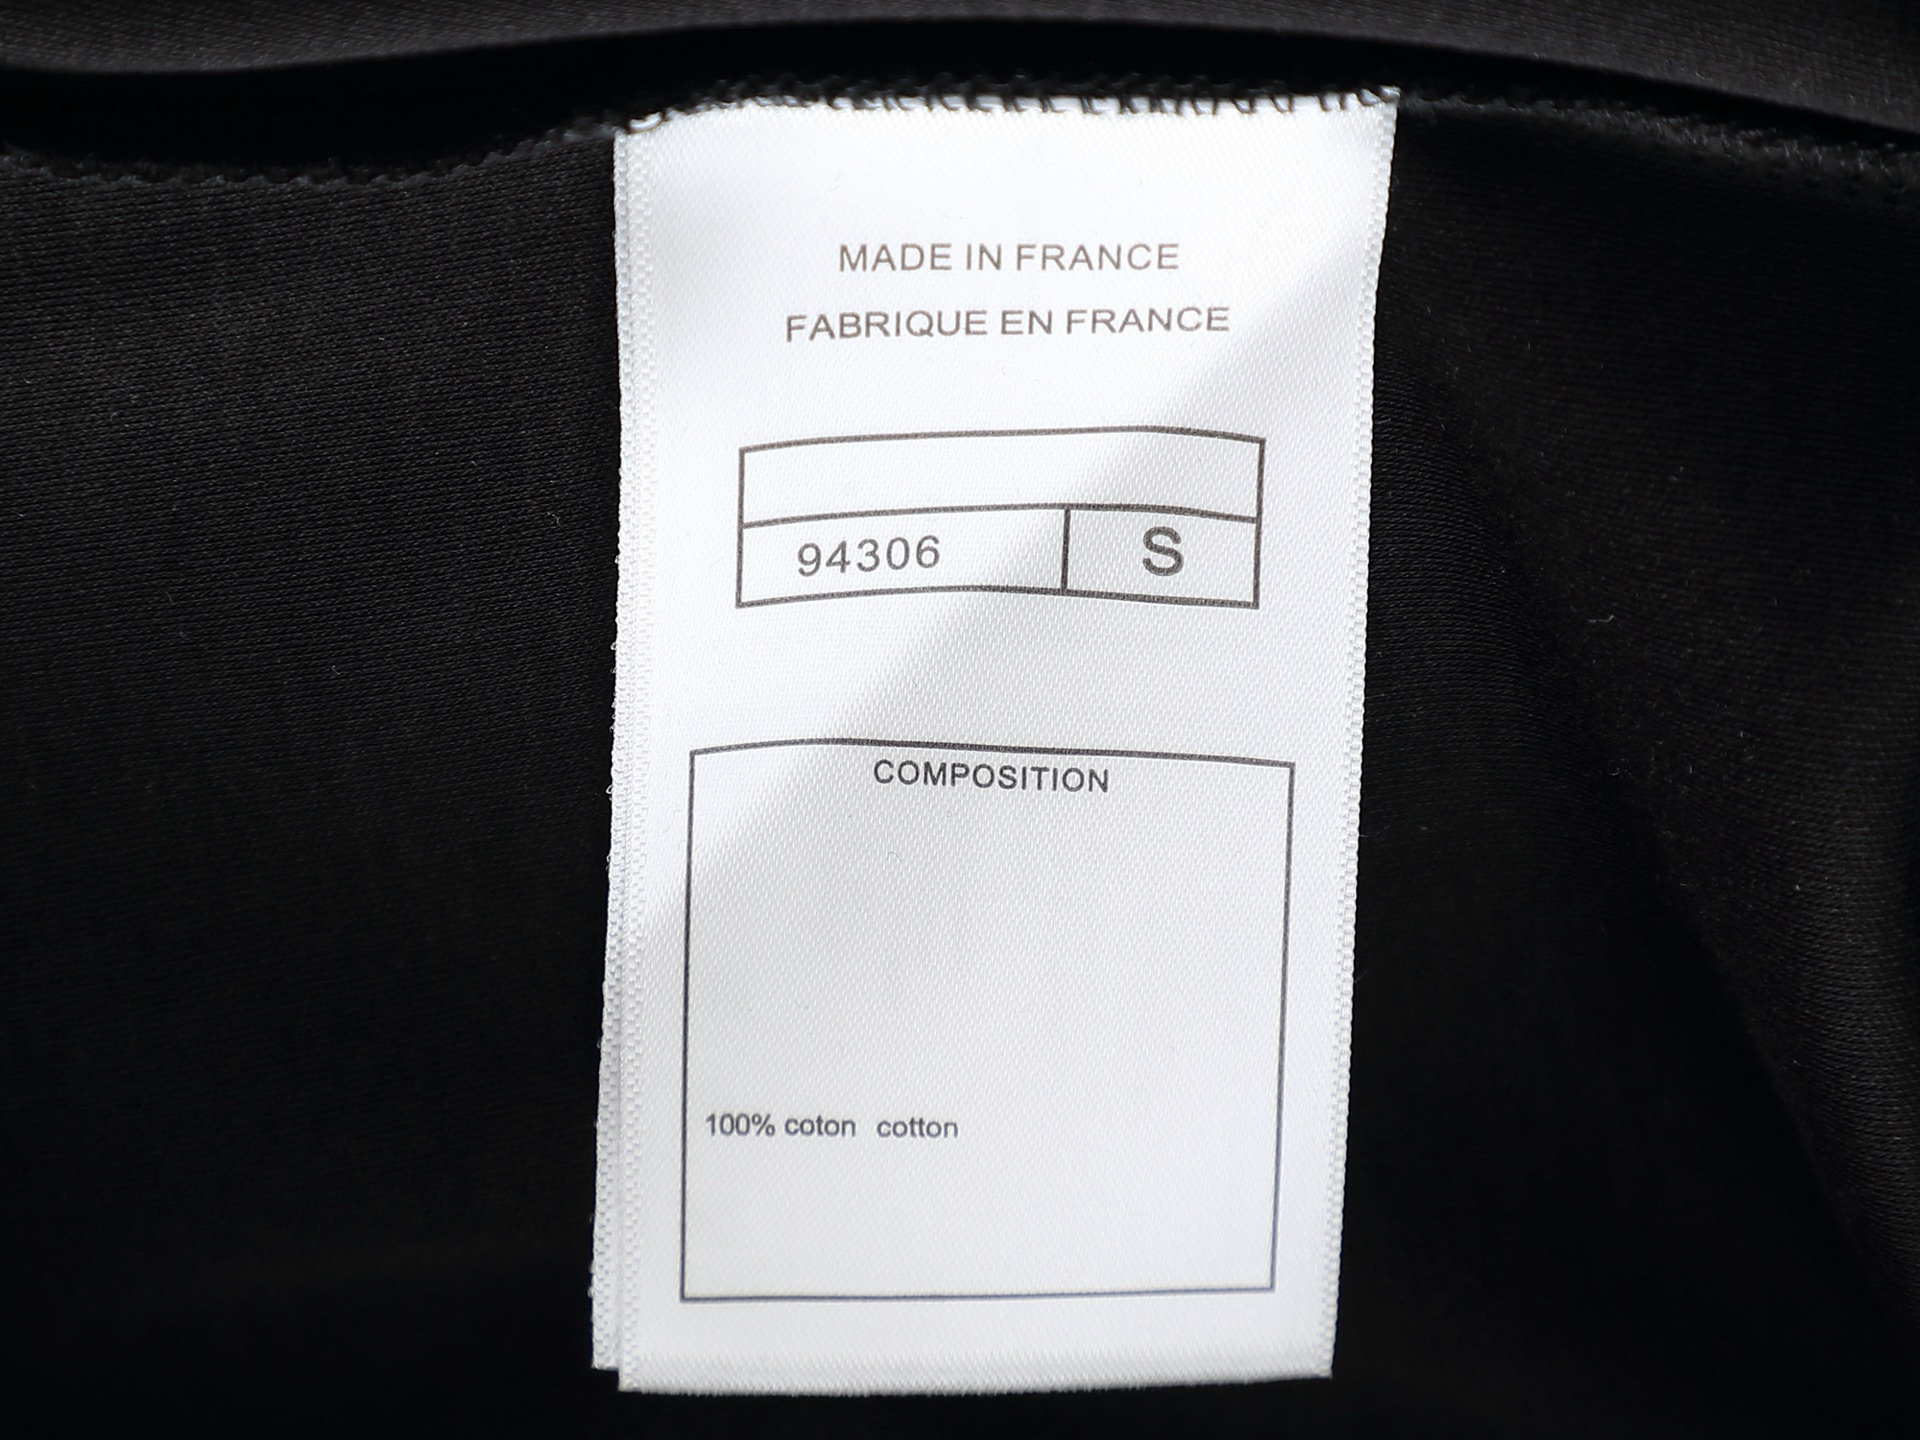 MADE IN FRANCE
FABRIQUE EN FRANCE
94306 S
COMPOSITION
100% coton cotton